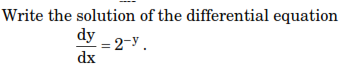 Write the solution of the differential equation
dy/dx = 2⁻ʸ .